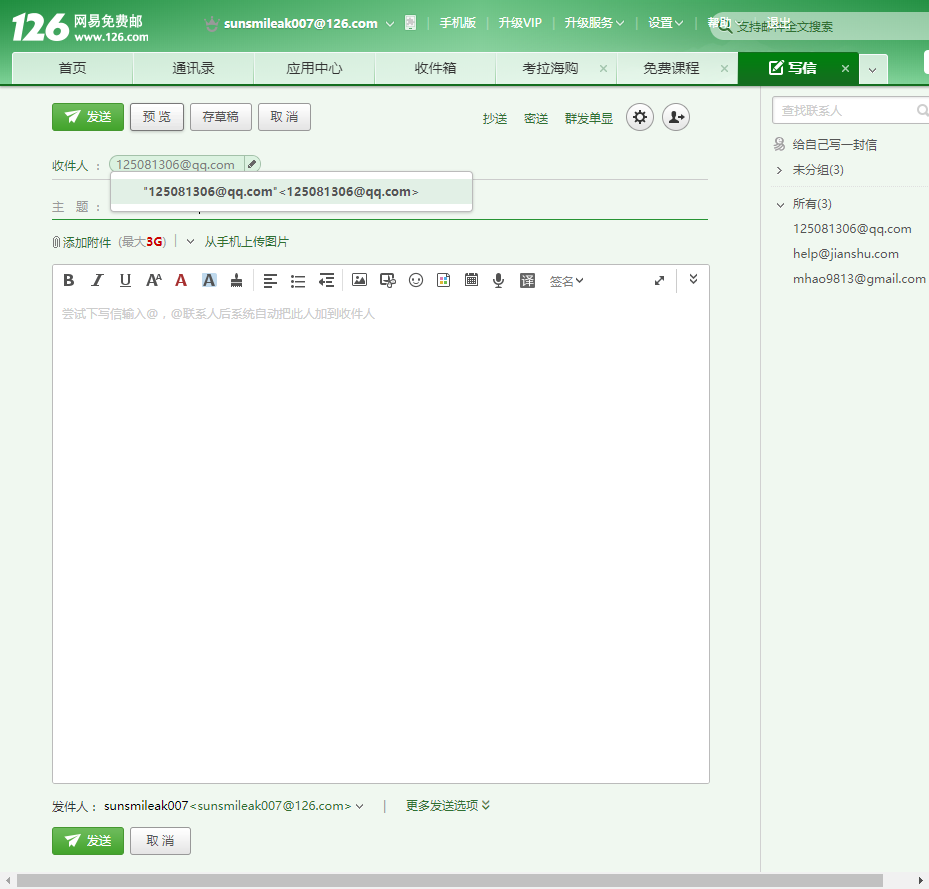 126 网易免费邮
www.126.com
sunsmileak007@126.com 手机版 升级VIP 升级服务 设置 帮助 退出
支持邮件全文搜索
首页 通讯录 应用中心 收件箱 考拉海购 × 免费课程 × 写信 ×
发送 预 览 存草稿 取 消
抄送 密送 群发单显
查找联系人
给自己写一封信
未分组(3)
所有(3)
125081306@qq.com
help@jianshu.com
mhao9813@gmail.com
收件人： 125081306@qq.com
"125081306@qq.com"<125081306@qq.com>
主 题：
添加附件 (最大3G) | 从手机上传图片
B I U A A A 译 签名
尝试下写信输入@，@联系人后系统自动把此人加到收件人
发件人： sunsmileak007<sunsmileak007@126.com> | 更多发送选项
发送 取 消